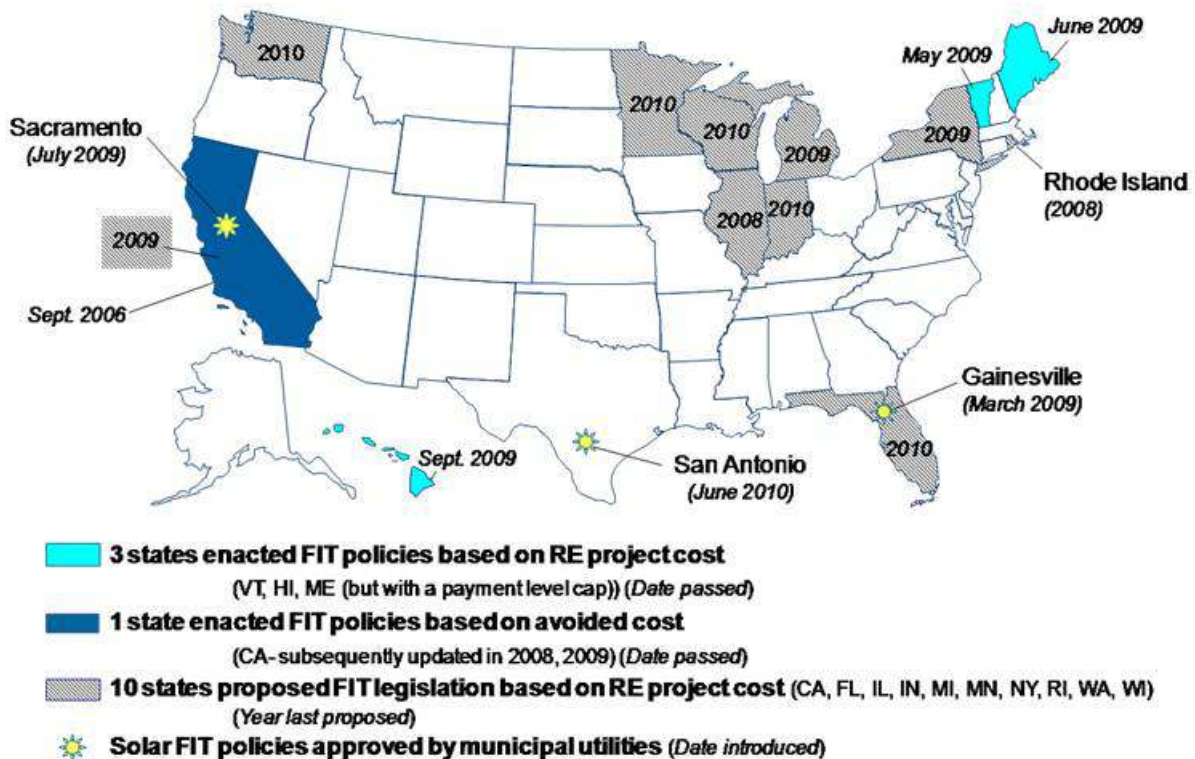 2010
June 2009
May 2009
2010
2010
2009
2009
Sacramento
(July 2009)
Rhode Island
(2008)
2008
2010
2009
Sept. 2006
Gainesville
(March 2009)
2010
Sept. 2009
San Antonio
(June 2010)
3 states enacted FIT policies based on RE project cost
(VT, HI, ME (but with a payment level cap)) (Date passed)
1 state enacted FIT policies based on avoided cost
(CA- subsequently updated in 2008, 2009) (Date passed)
10 states proposed FIT legislation based on RE project cost (CA, FL, IL, IN, MI, MN, NY, RI, WA, WI)
(Year last proposed)
Solar FIT policies approved by municipal utilities (Date introduced)